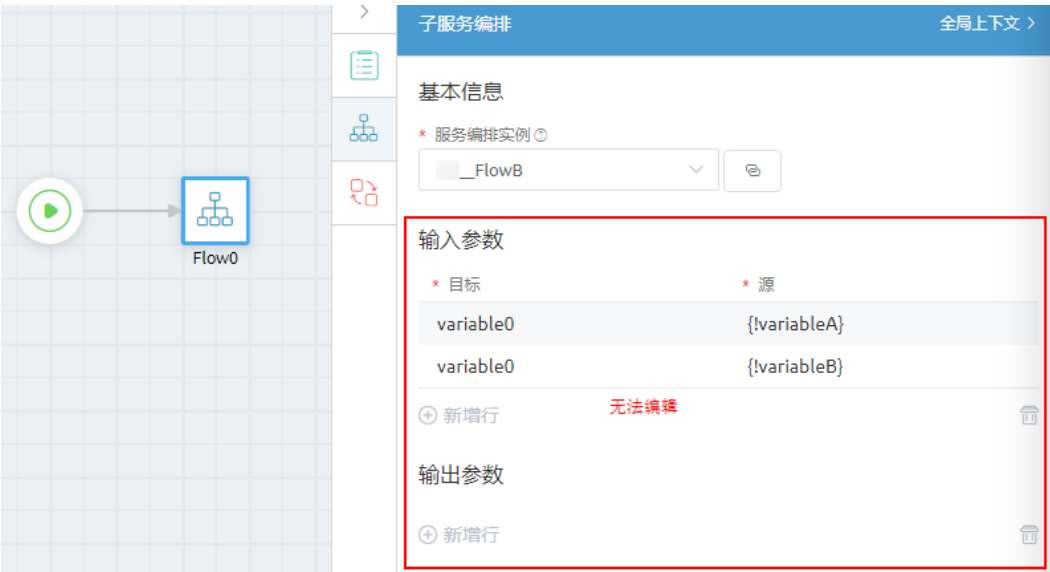 子服务编排
全局上下文 >
基本信息
* 服务编排实例
__FlowB
Flow0
输入参数
* 目标 * 源
variable0 {!variableA}
variable0 {!variableB}
新增行
无法编辑
输出参数
新增行